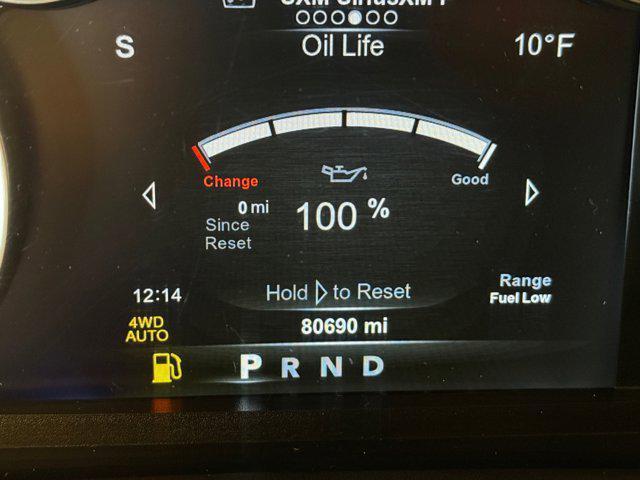 S
Oil Life
10°F
Change
Good
0 mi
Since
Reset
100 %
Hold ▷ to Reset
Range
Fuel Low
12:14
4WD
AUTO
80690 mi
P R N D